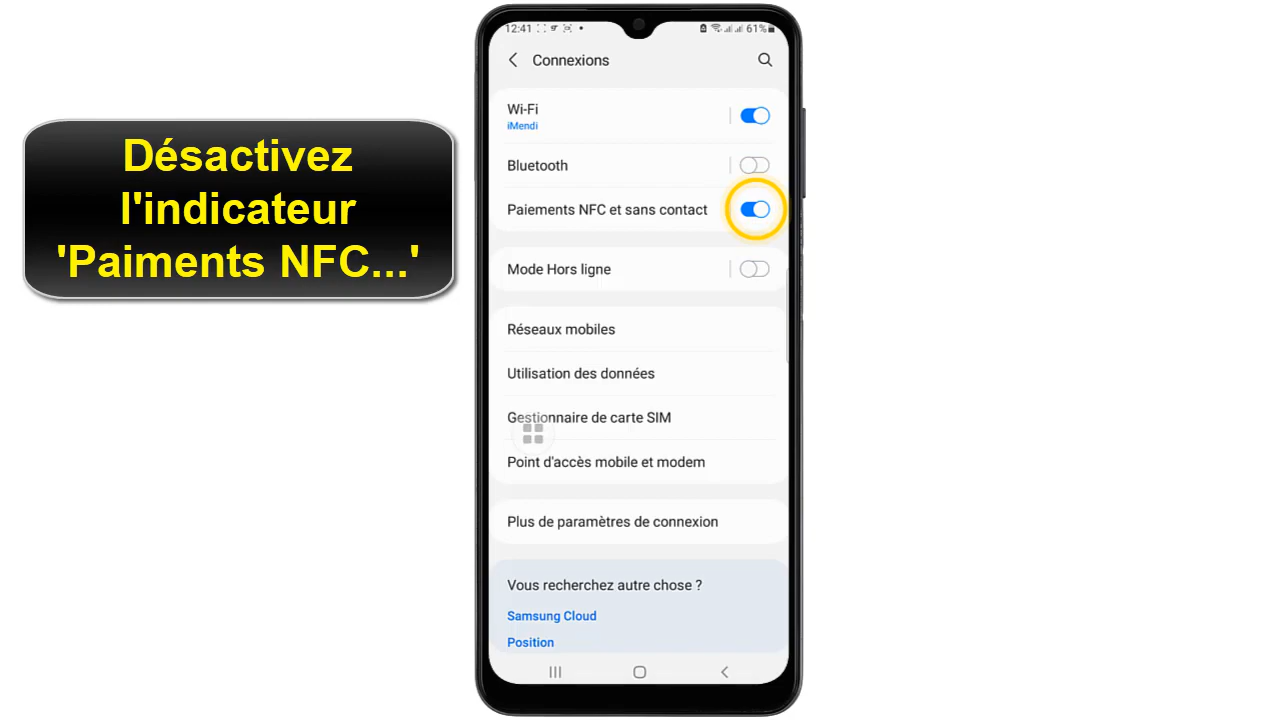 Désactivez
l'indicateur
'Paiments NFC...'
12:41
61%
Connexions
Wi-Fi
iMendi
Bluetooth
Paiements NFC et sans contact
Mode Hors ligne
Réseaux mobiles
Utilisation des données
Gestionnaire de carte SIM
Point d'accès mobile et modem
Plus de paramètres de connexion
Vous recherchez autre chose ?
Samsung Cloud
Position